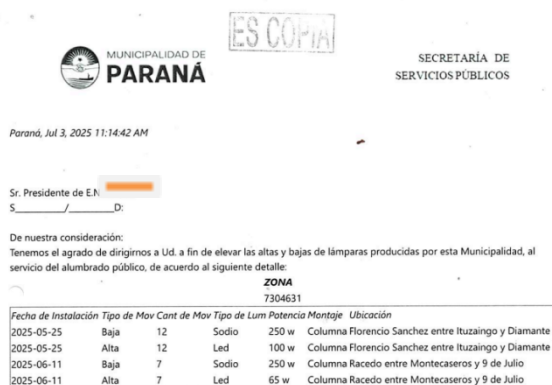 ES COPIA
MUNICIPALIDAD DE
PARANÁ
SECRETARÍA DE
SERVICIOS PÚBLICOS
Paraná, Jul 3, 2025 11:14:42 AM
Sr. Presidente de E.N
S________/________D:
De nuestra consideración:
Tenemos el agrado de dirigirnos a Ud. a fin de elevar las altas y bajas de lámparas producidas por esta Municipalidad, al
servicio del alumbrado público, de acuerdo al siguiente detalle:
ZONA
7304631
Fecha de Instalación Tipo de Mov Cant de Mov Tipo de Lum Potencia Montaje Ubicación
2025-05-25 Baja 12 Sodio 250 w Columna Florencio Sanchez entre Ituzaingo y Diamante
2025-05-25 Alta 12 Led 100 w Columna Florencio Sanchez entre Ituzaingo y Diamante
2025-06-11 Baja 7 Sodio 250 w Columna Racedo entre Montecaseros y 9 de Julio
2025-06-11 Alta 7 Led 65 w Columna Racedo entre Montecaseros y 9 de Julio